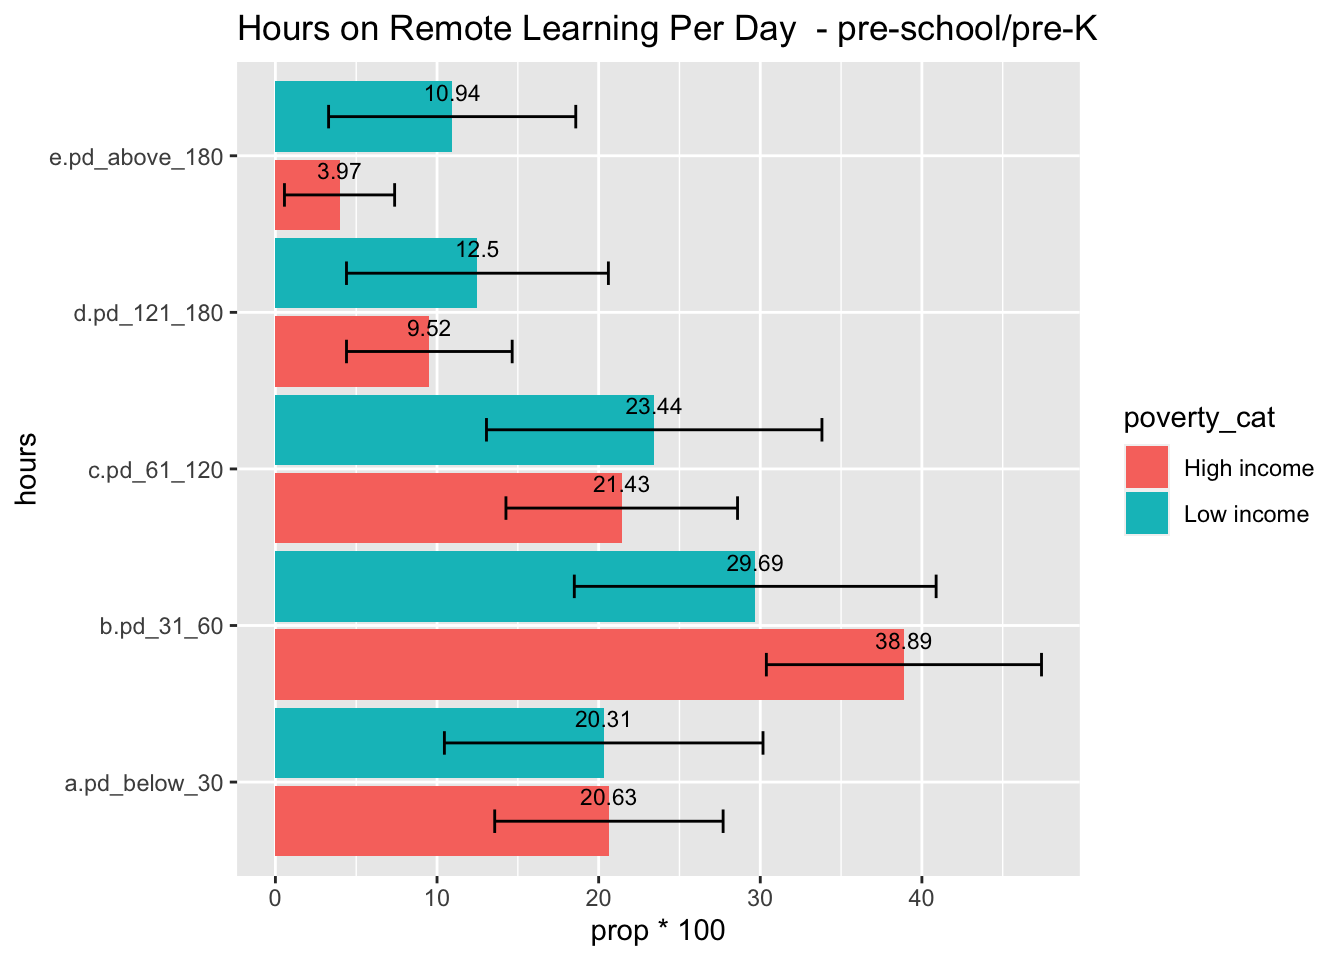 Hours on Remote Learning Per Day  - pre-school/pre-K
hours
e.pd_above_180
10.94
3.97
d.pd_121_180
12.5
9.52
c.pd_61_120
23.44
21.43
b.pd_31_60
29.69
38.89
a.pd_below_30
20.31
20.63
0 10 20 30 40
prop * 100
poverty_cat
High income
Low income